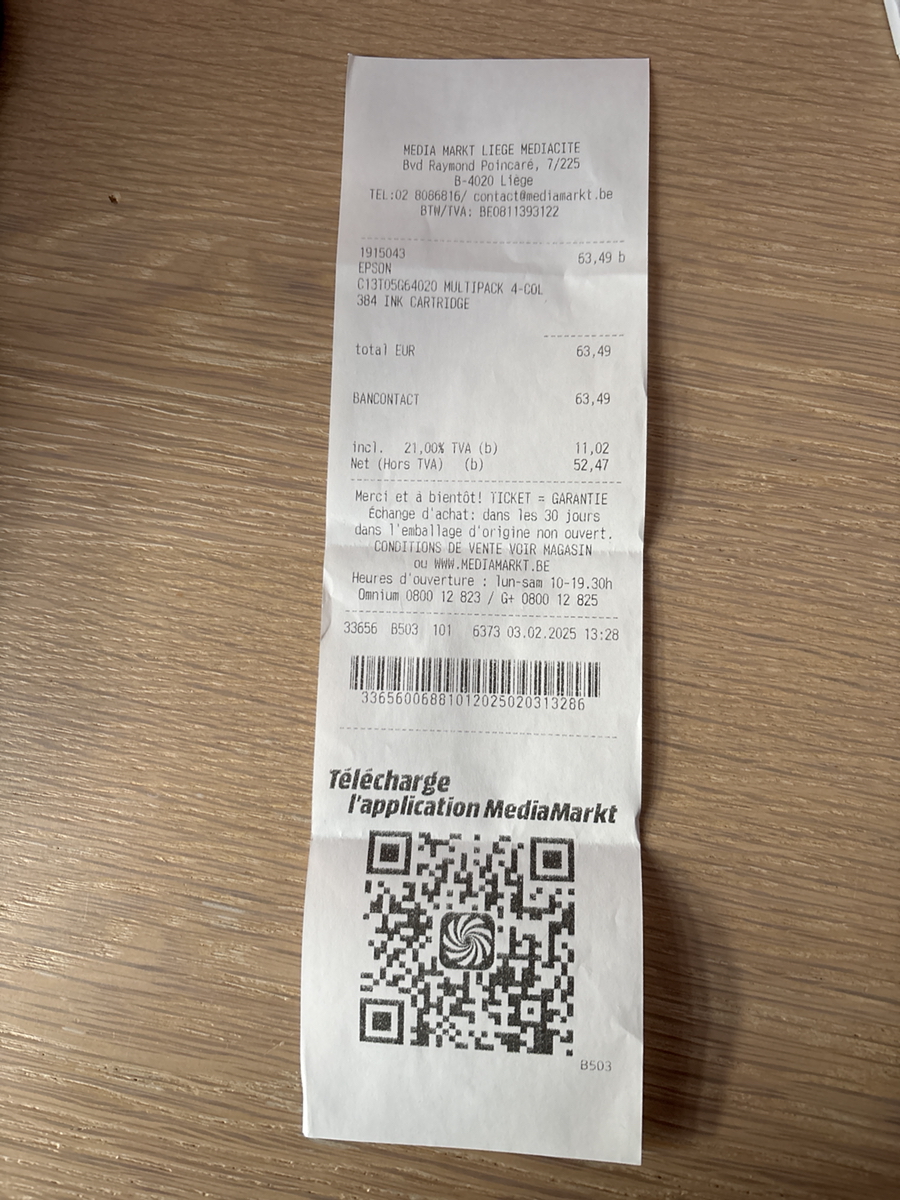 MEDIA MARKT LIEGE MEDIACITE
Bvd Raymond Poincaré, 7/225
B-4020 Liège
TEL:02 8086816/ contact@mediamarkt.be
BTW/TVA: BE0811393122
1915043 63,49 b
EPSON
C13T05G64020 MULTIPACK 4-COL
384 INK CARTRIDGE
total EUR 63,49
BANCONTACT 63,49
incl. 21,00% TVA (b) 11,02
Net (Hors TVA) (b) 52,47
Merci et à bientôt! TICKET = GARANTIE
Échange d'achat: dans les 30 jours
dans l'emballage d'origine non ouvert.
CONDITIONS DE VENTE VOIR MAGASIN
ou WWW.MEDIAMARKT.BE
Heures d'ouverture : lun-sam 10-19.30h
Omnium 0800 12 823 / G+ 0800 12 825
33656 B503 101 6373 03.02.2025 13:28
3365600688101202502031​3286
Télécharge
l'application MediaMarkt
B503